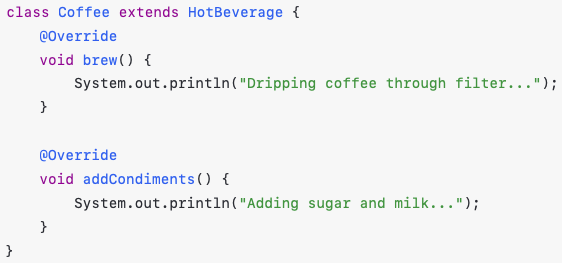 class Coffee extends HotBeverage {
    @Override
    void brew() {
        System.out.println("Dripping coffee through filter...");
    }

    @Override
    void addCondiments() {
        System.out.println("Adding sugar and milk...");
    }
}